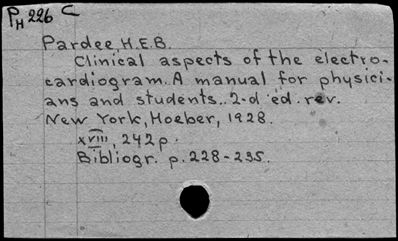 PH 226 C
Pardee, H.E.B.
Clinical aspects of the electro-
cardiogram. A manual for physici-
ans and students.. 2-d ed. rev.
New York, Hoeber, 1928.
xviii, 242 p.
Bibliogr. p. 228-235.